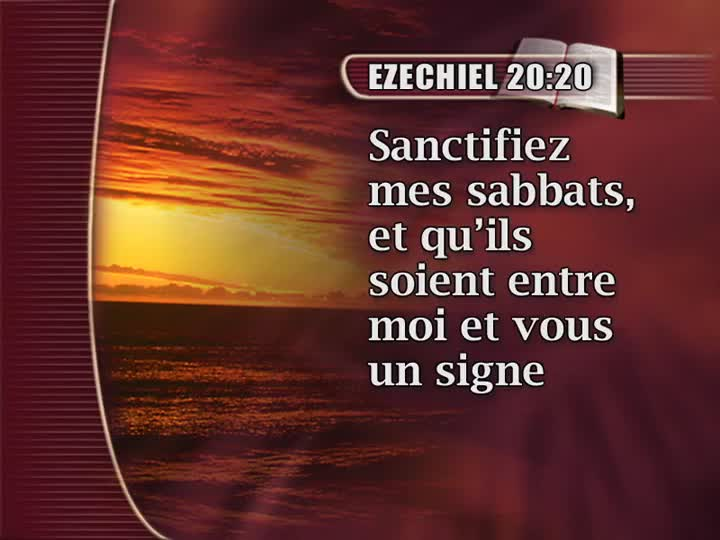 EZECHIEL 20:20
Sanctifiez
mes sabbats,
et qu’ils
soient entre
moi et vous
un signe